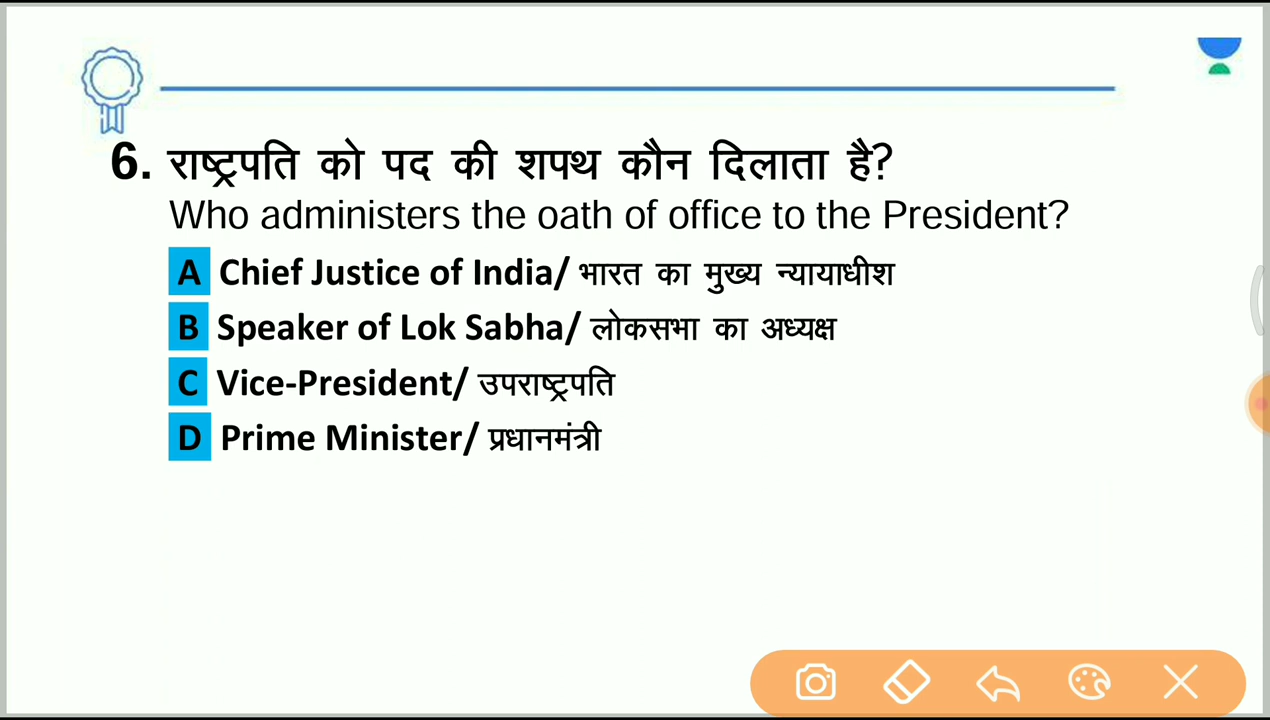 6. राष्ट्रपति को पद की शपथ कौन दिलाता है?
Who administers the oath of office to the President?
A Chief Justice of India/ भारत का मुख्य न्यायाधीश
B Speaker of Lok Sabha/ लोकसभा का अध्यक्ष
C Vice-President/ उपराष्ट्रपति
D Prime Minister/ प्रधानमंत्री